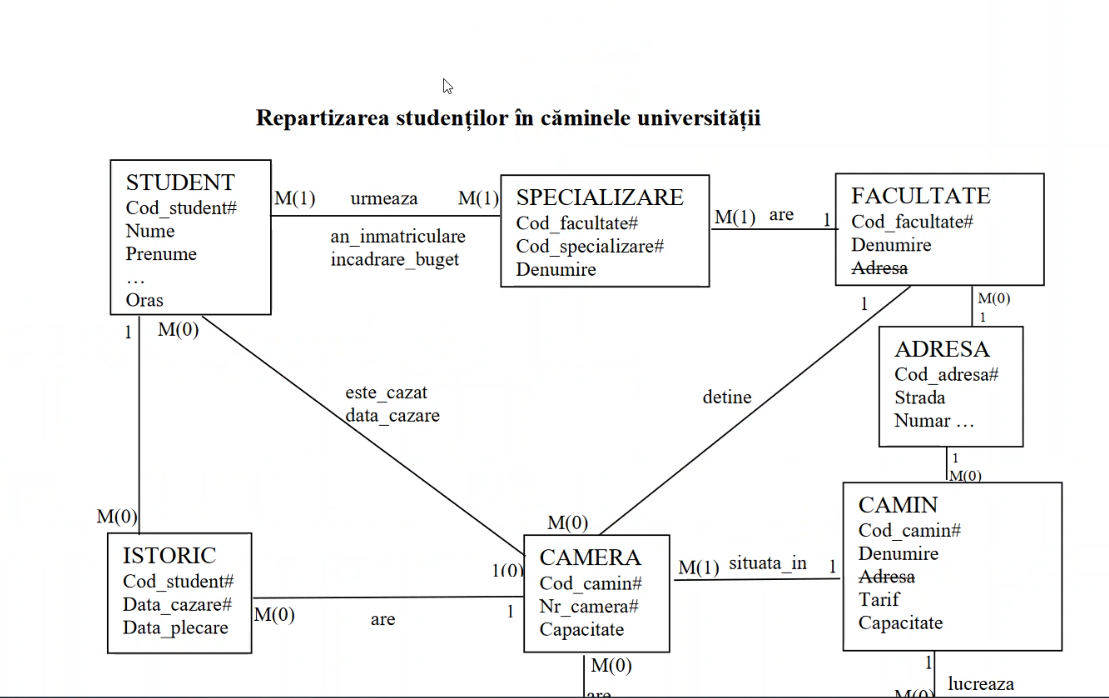 Repartizarea studenților în căminele universității
STUDENT
Cod_student#
Nume
Prenume
...
Oras
M(1) urmeaza M(1)
an_inmatriculare
incadrare_buget
SPECIALIZARE
Cod_facultate#
Cod_specializare#
Denumire
M(1) are 1
FACULTATE
Cod_facultate#
Denumire
Adresa
1 M(0)
1
M(0)
1
ADRESA
Cod_adresa#
Strada
Numar ...
este_cazat
data_cazare
detine
1
M(0)
CAMIN
Cod_camin#
Denumire
Adresa
Tarif
Capacitate
M(0)
M(0)
ISTORIC
Cod_student#
Data_cazare#
Data_plecare
1(0)
M(0) are 1
CAMERA
Cod_camin#
Nr_camera#
Capacitate
M(1) situata_in 1
M(0)
are
1
M(0) lucreaza